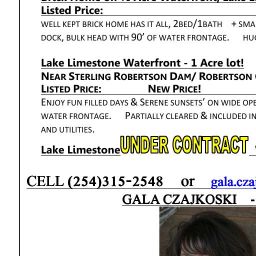 Listed Price:
WELL KEPT BRICK HOME HAS IT ALL, 2BED/1BATH + SMA
DOCK, BULK HEAD WITH 90' OF WATER FRONTAGE. HU
Lake Limestone Waterfront - 1 Acre lot!
NEAR STERLING ROBERTSON DAM/ ROBERTSON
LISTED PRICE: NEW PRICE!
ENJOY FUN FILLED DAYS & SERENE SUNSETS' ON WIDE OPE
WATER FRONTAGE. PARTIALLY CLEARED & INCLUDED IN
AND UTILITIES.
Lake Limestone UNDER CONTRACT
CELL (254)315-2548 or gala.cza
GALA CZAJKOSKI -